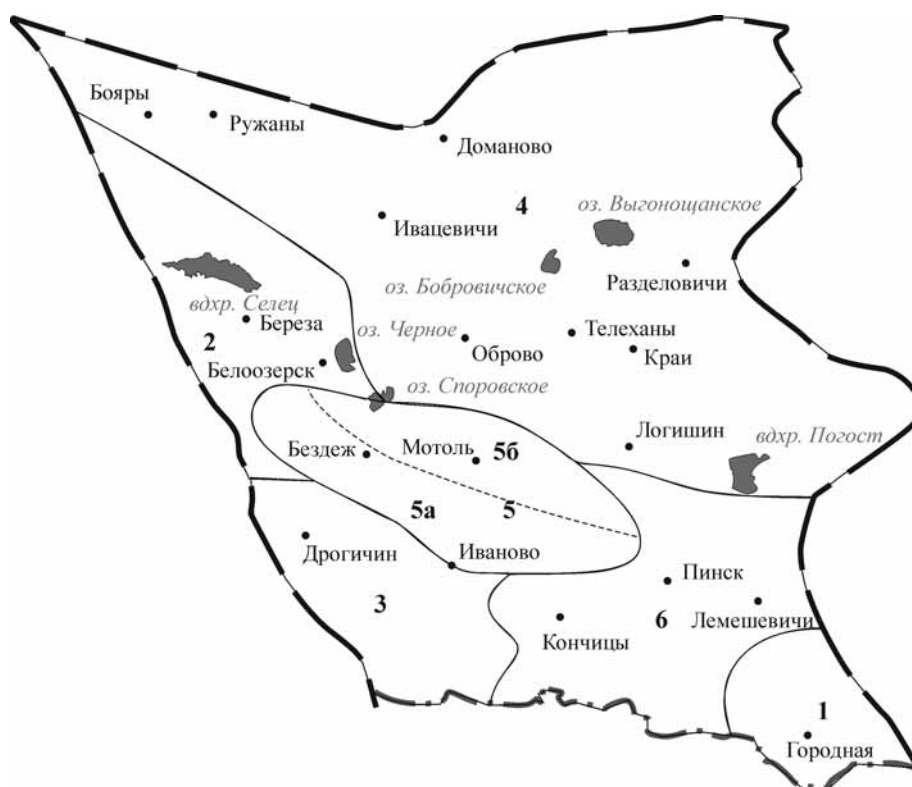 Бояры
Ружаны
Доманово
4
оз. Выгонощанское
Ивацевичи
Разделовичи
оз. Бобровичское
вдхр. Селец
Береза
оз. Черное
Телеханы
2
Оброво
Краи
Белоозерск
оз. Споровское
Логишин
вдхр. Погост
Бездеж
Мотоль
5б
5а
5
Дрогичин
Иваново
Пинск
3
6
Лемешевичи
Кончицы
1
Городная